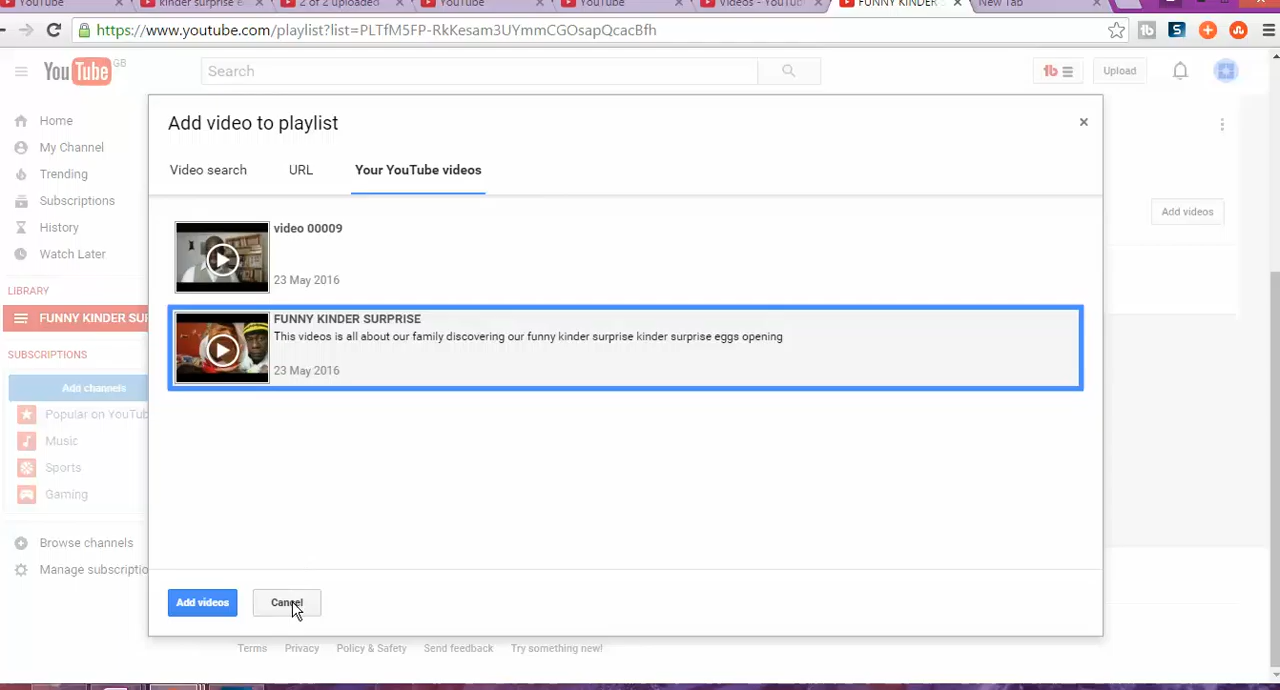 YouTube
kinder surprise e
2 of 2 uploaded
YouTube
YouTube
Videos - YouTub
FUNNY KINDER
New Tab
https://www.youtube.com/playlist?list=PLTfM5FP-RkKeSam3UYmmCGOsapQcacBfh
YouTube GB
Search
Upload
Add video to playlist
Video search
URL
Your YouTube videos
Home
My Channel
Trending
Subscriptions
History
Watch Later
LIBRARY
FUNNY KINDER SUR
SUBSCRIPTIONS
Add channels
Popular on YouTub
Music
Sports
Gaming
Browse channels
Manage subscriptio
Add videos
video 00009
23 May 2016
FUNNY KINDER SURPRISE
This videos is all about our family discovering our funny kinder surprise kinder surprise eggs opening
23 May 2016
Add videos
Cancel
Terms
Privacy
Policy & Safety
Send feedback
Try something new!